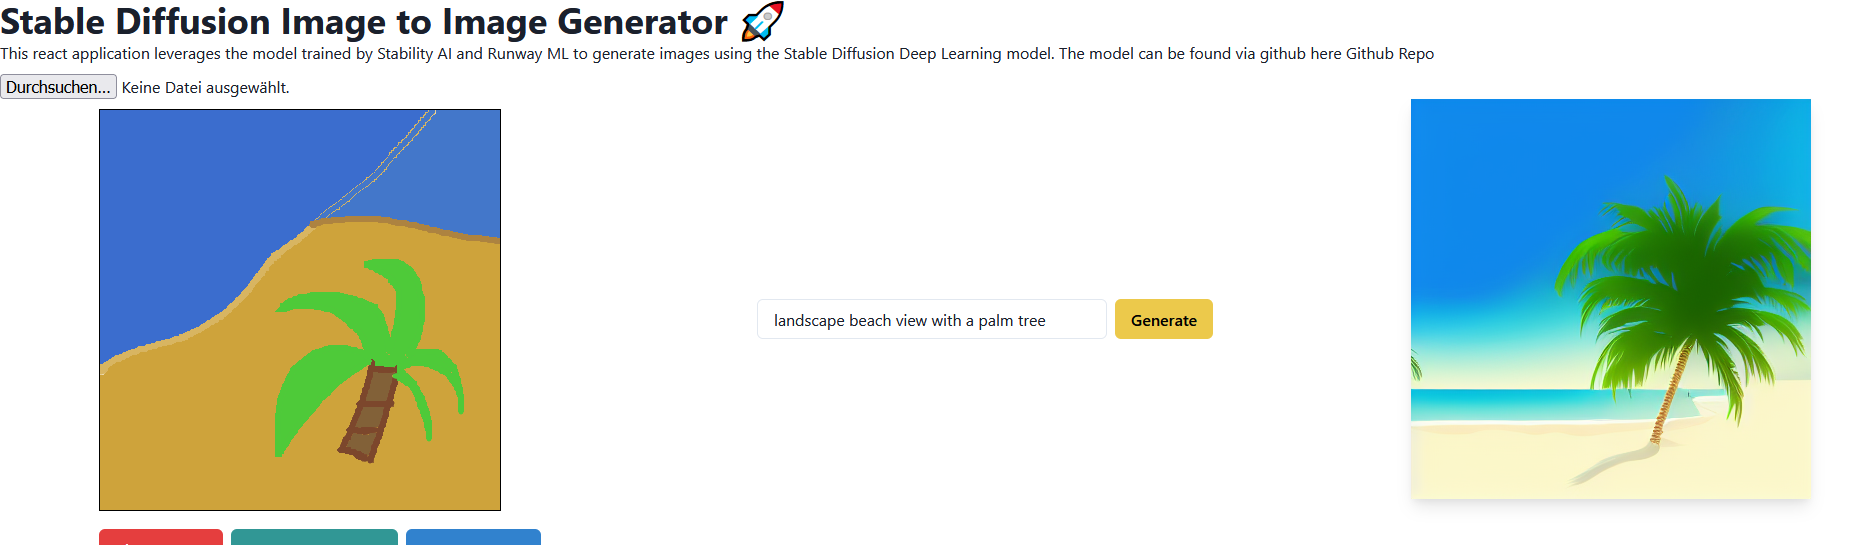 Stable Diffusion Image to Image Generator 🚀
This react application leverages the model trained by Stability AI and Runway ML to generate images using the Stable Diffusion Deep Learning model. The model can be found via github here Github Repo
Durchsuchen... Keine Datei ausgewählt.
landscape beach view with a palm tree Generate